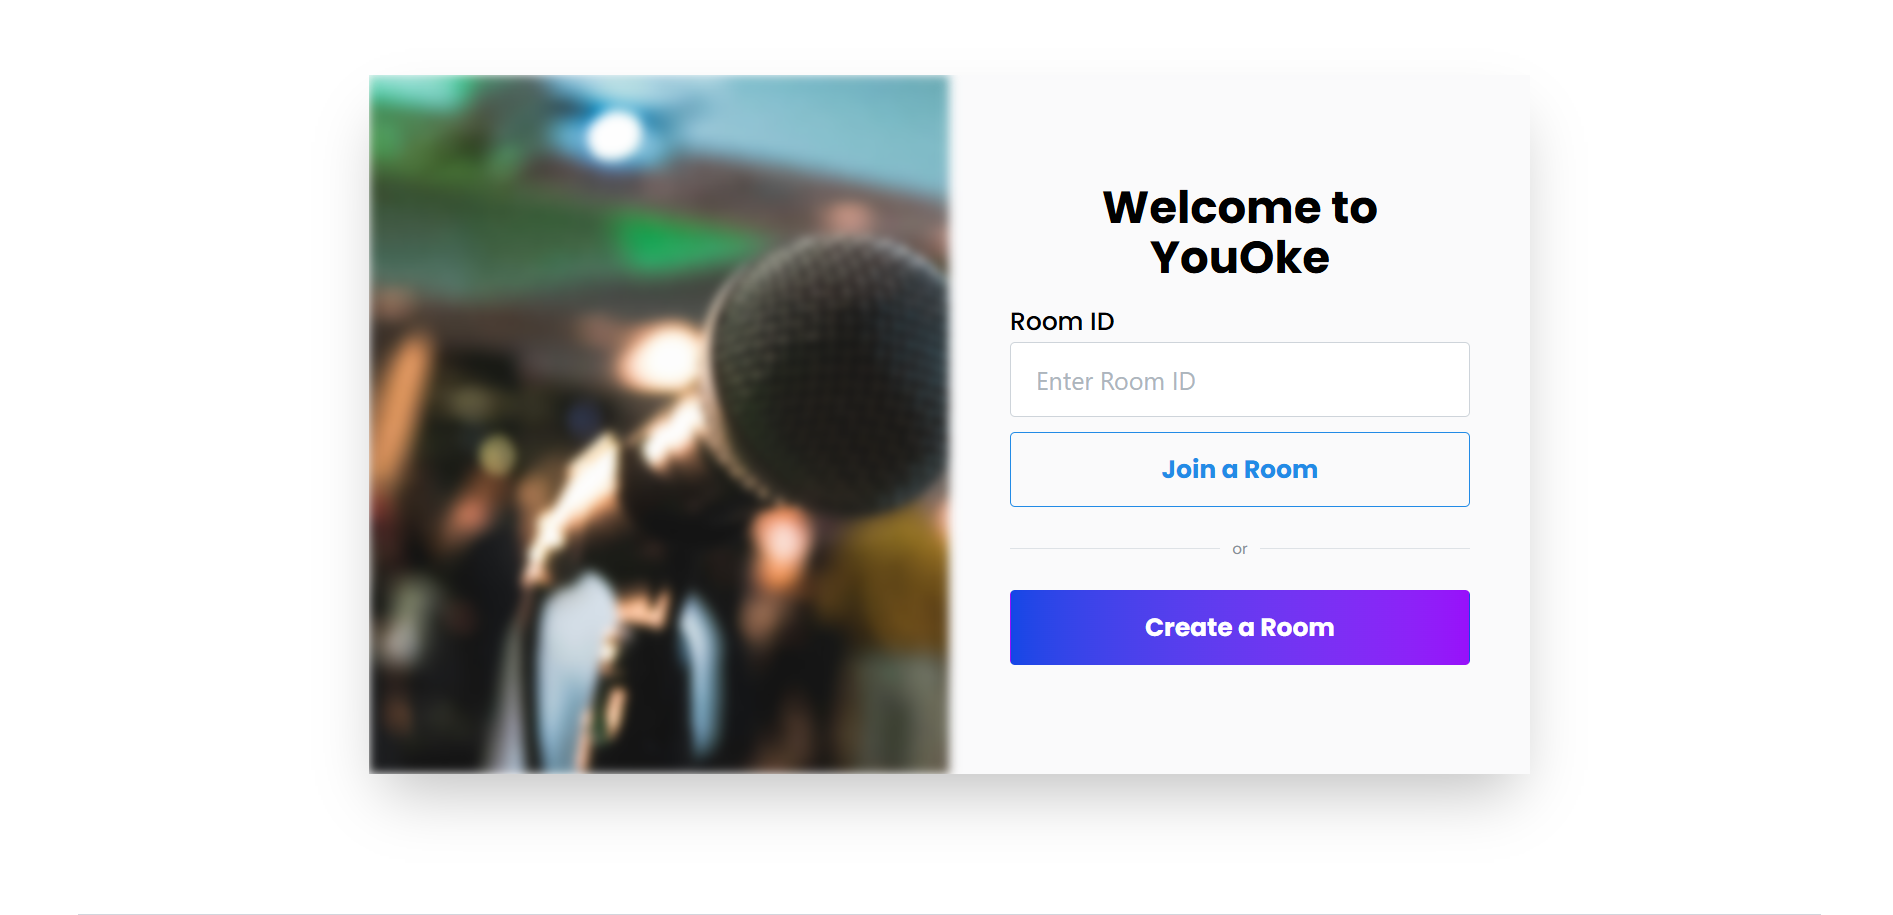 Welcome to
YouOke
Room ID
Enter Room ID
Join a Room
or
Create a Room